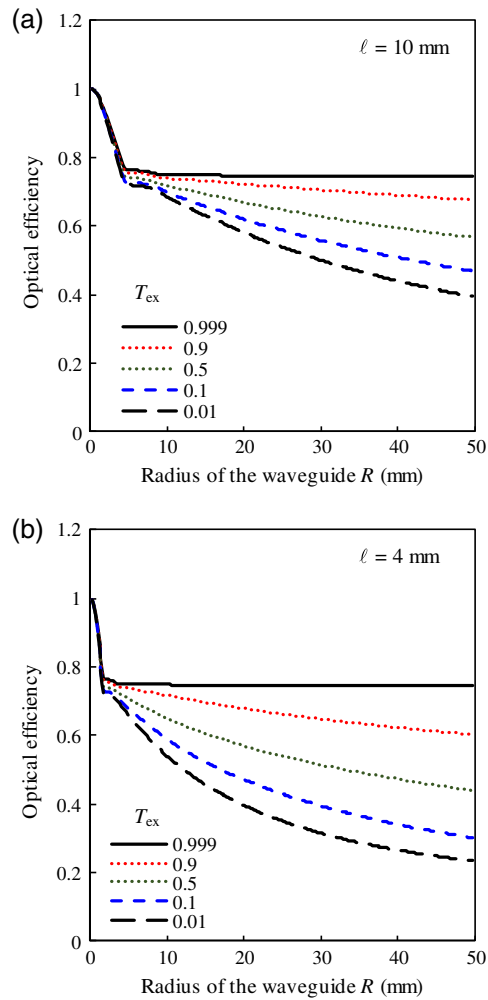 (a)
1.2
1
0.8
0.6
0.4
0.2
0
Optical efficiency
ℓ = 10 mm
T_ex
0.999
0.9
0.5
0.1
0.01
0 10 20 30 40 50
Radius of the waveguide R (mm)
(b)
1.2
1
0.8
0.6
0.4
0.2
0
Optical efficiency
ℓ = 4 mm
T_ex
0.999
0.9
0.5
0.1
0.01
0 10 20 30 40 50
Radius of the waveguide R (mm)